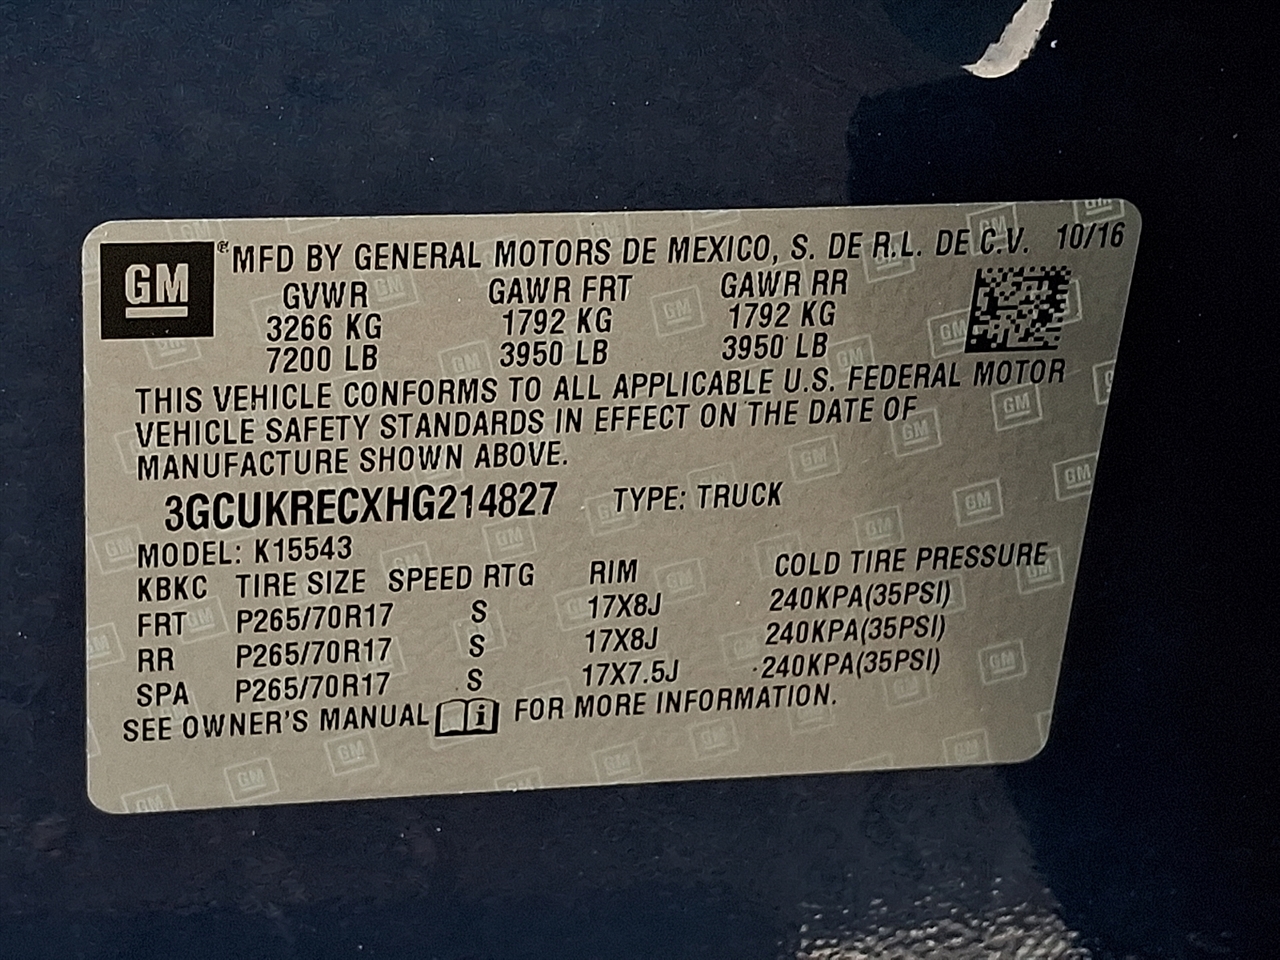 GM ® MFD BY GENERAL MOTORS DE MEXICO, S. DE R.L. DE C.V. 10/16
GVWR GAWR FRT GAWR RR
3266 KG 1792 KG 1792 KG
7200 LB 3950 LB 3950 LB
THIS VEHICLE CONFORMS TO ALL APPLICABLE U.S. FEDERAL MOTOR
VEHICLE SAFETY STANDARDS IN EFFECT ON THE DATE OF
MANUFACTURE SHOWN ABOVE.
3GCUKRECXHG214827 TYPE: TRUCK
MODEL: K15543
KBKC TIRE SIZE SPEED RTG RIM COLD TIRE PRESSURE
FRT P265/70R17 S 17X8J 240KPA(35PSI)
RR P265/70R17 S 17X8J 240KPA(35PSI)
SPA P265/70R17 S 17X7.5J 240KPA(35PSI)
SEE OWNER'S MANUAL i FOR MORE INFORMATION.